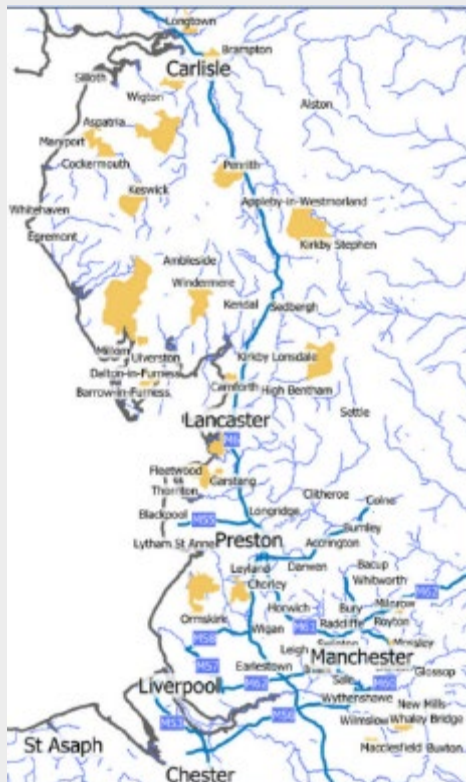 Longtown
Brampton
Carlisle
Silloth
Wigton
Alston
Aspatria
Maryport
Cockermouth
Penrith
Keswick
Appleby-in-Westmorland
Whitehaven
Egremont
Kirkby Stephen
Ambleside
Windermere
Kendal
Sedbergh
Millom
Ulverston
Kirkby Lonsdale
Dalton-in-Furness
Carnforth
High Bentham
Barrow-in-Furness
Lancaster
Settle
M6
Fleetwood
Garstang
Thornton
Clitheroe
Colne
Blackpool
M55
Longridge
Burnley
Lytham St Anne
Preston
Accrington
Leyland
Darwen
Bacup
Chorley
Whitworth
M62
Horwich
Bury
Milnrow
Ormskirk
M61
Radcliffe
Royton
M58
Wigan
Swinton
Mossley
M57
Leigh
Manchester
Earlestown
Glossop
Liverpool
M62
Sale
M60
Wythenshawe
New Mills
M53
M56
Wilmslow
Whaley Bridge
St Asaph
Macclesfield
Buxton
Chester